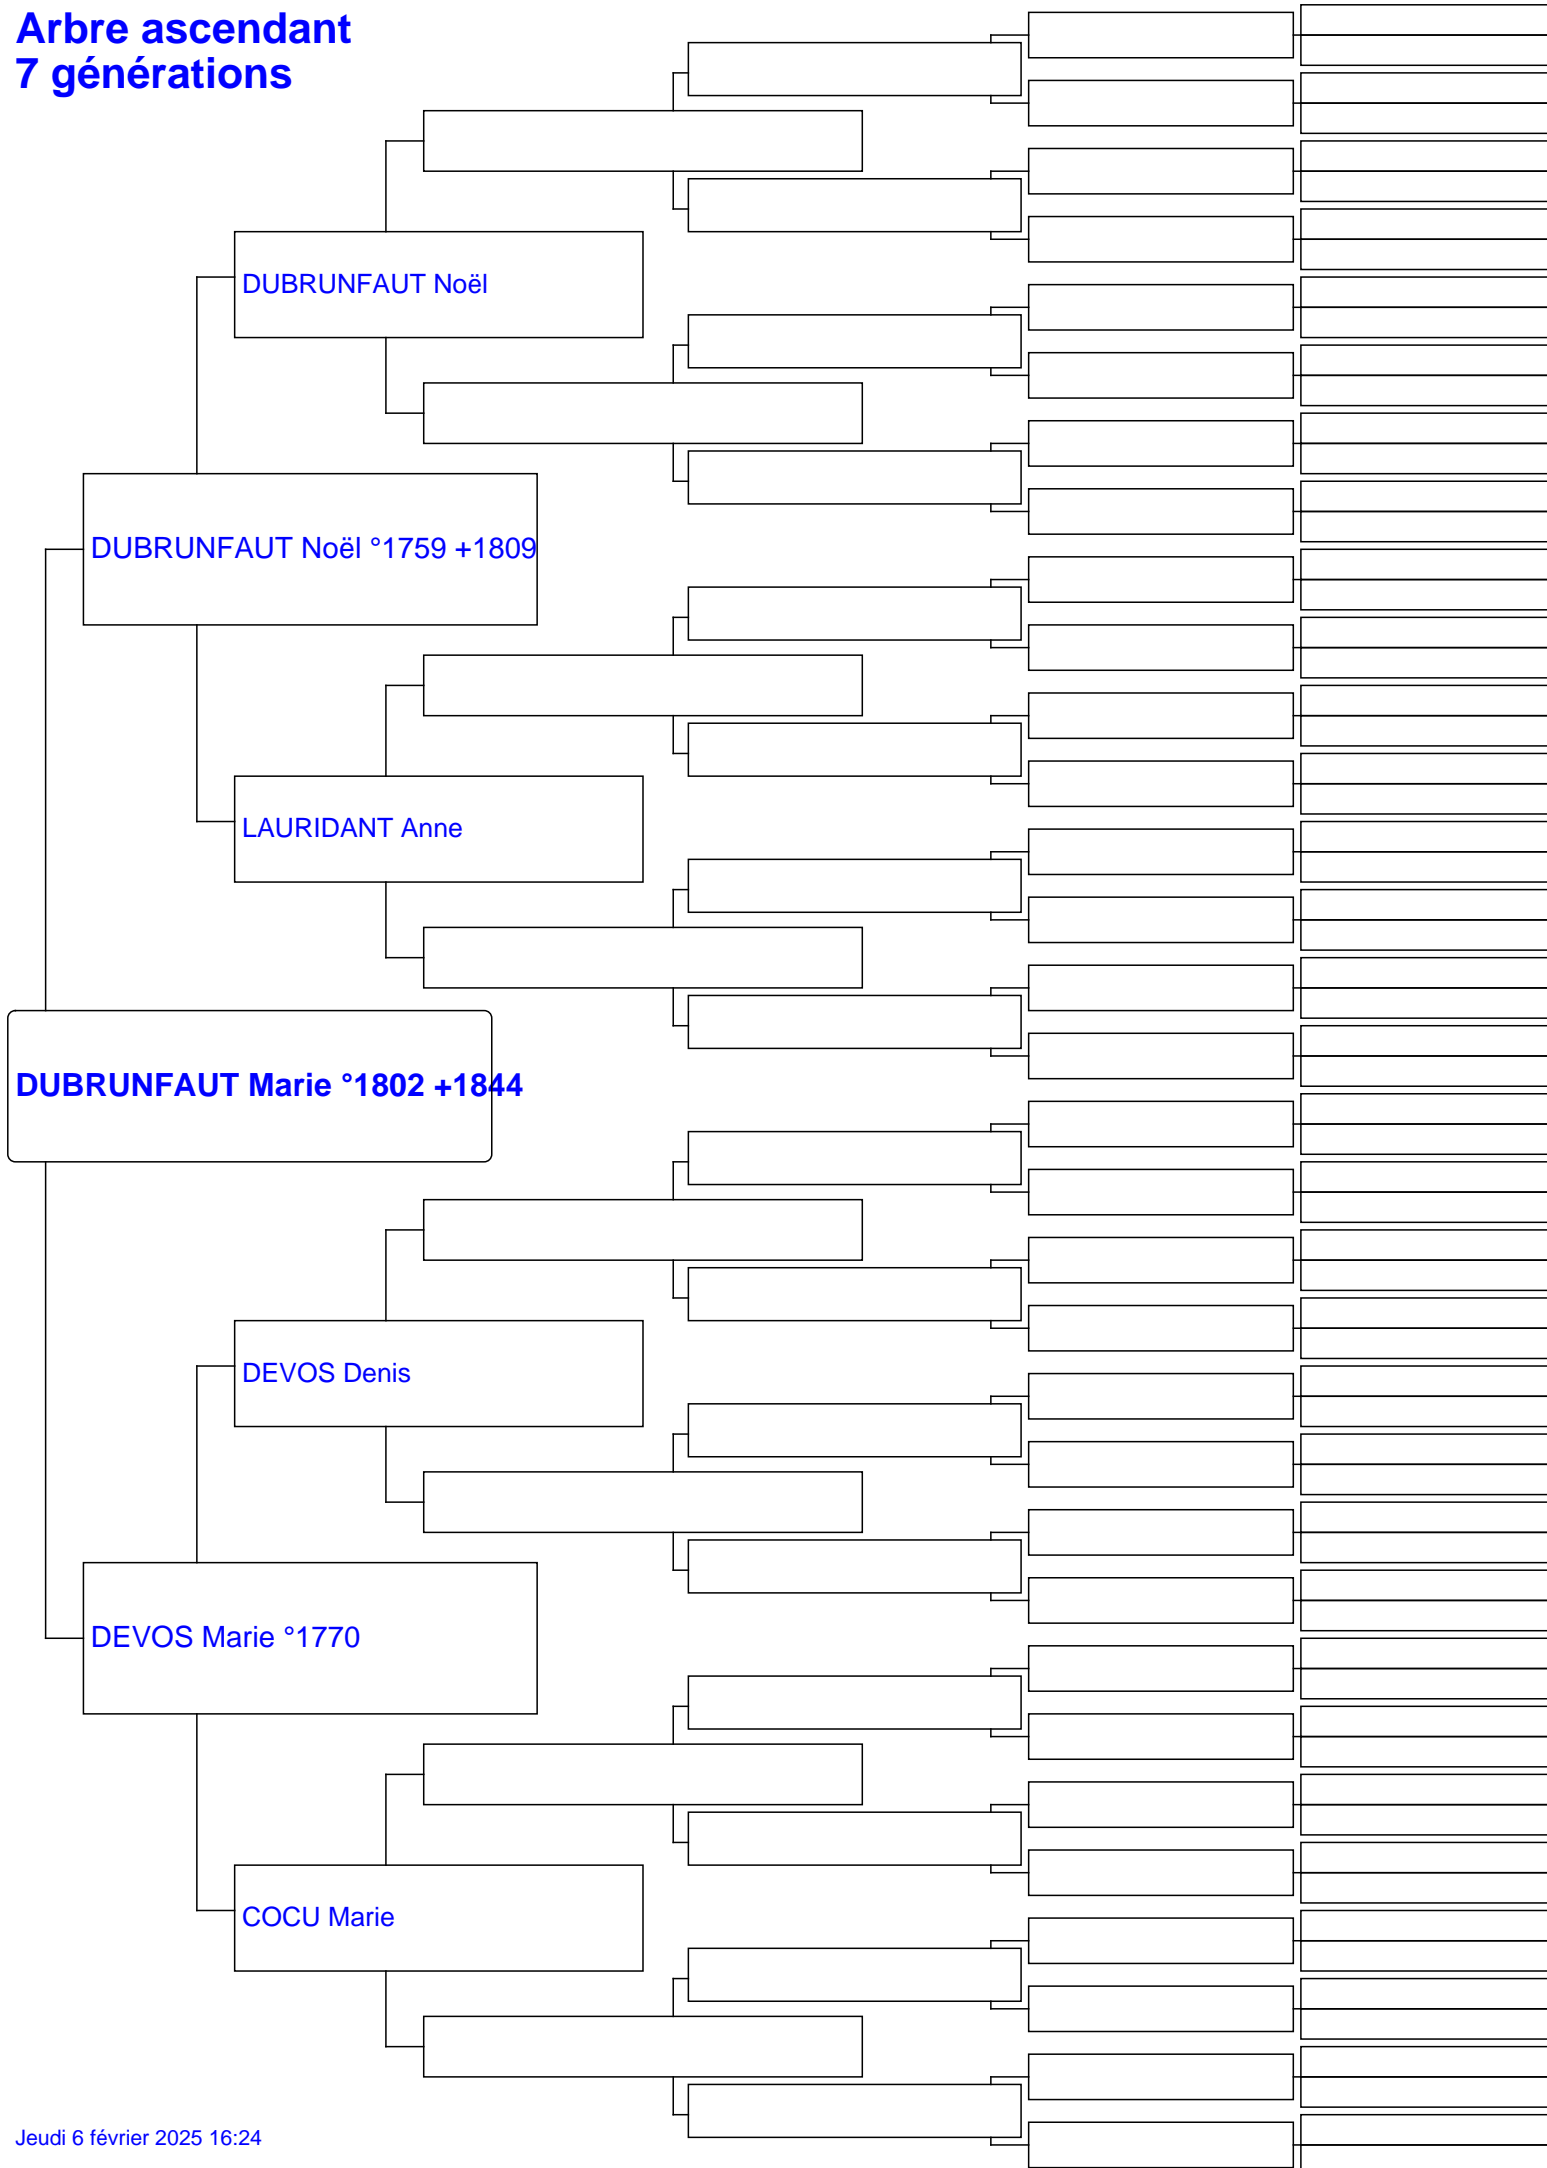 Arbre ascendant
7 générations
DUBRUNFAUT Noël
DUBRUNFAUT Noël °1759 +1809
LAURIDANT Anne
DUBRUNFAUT Marie °1802 +1844
DEVOS Denis
DEVOS Marie °1770
COCU Marie
Jeudi 6 février 2025 16:24